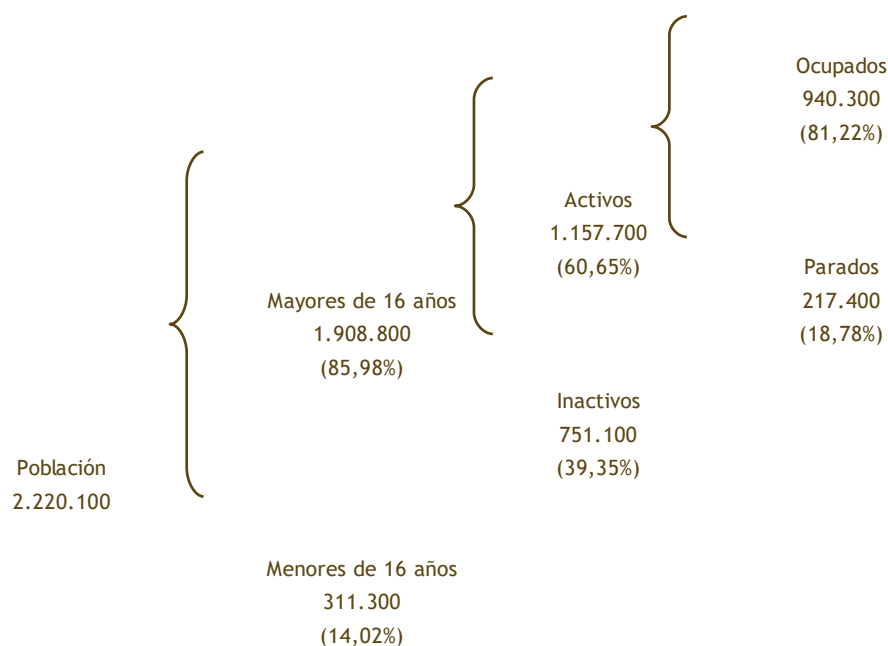 Población
2.220.100
Mayores de 16 años
1.908.800
(85,98%)
Menores de 16 años
311.300
(14,02%)
Activos
1.157.700
(60,65%)
Inactivos
751.100
(39,35%)
Ocupados
940.300
(81,22%)
Parados
217.400
(18,78%)